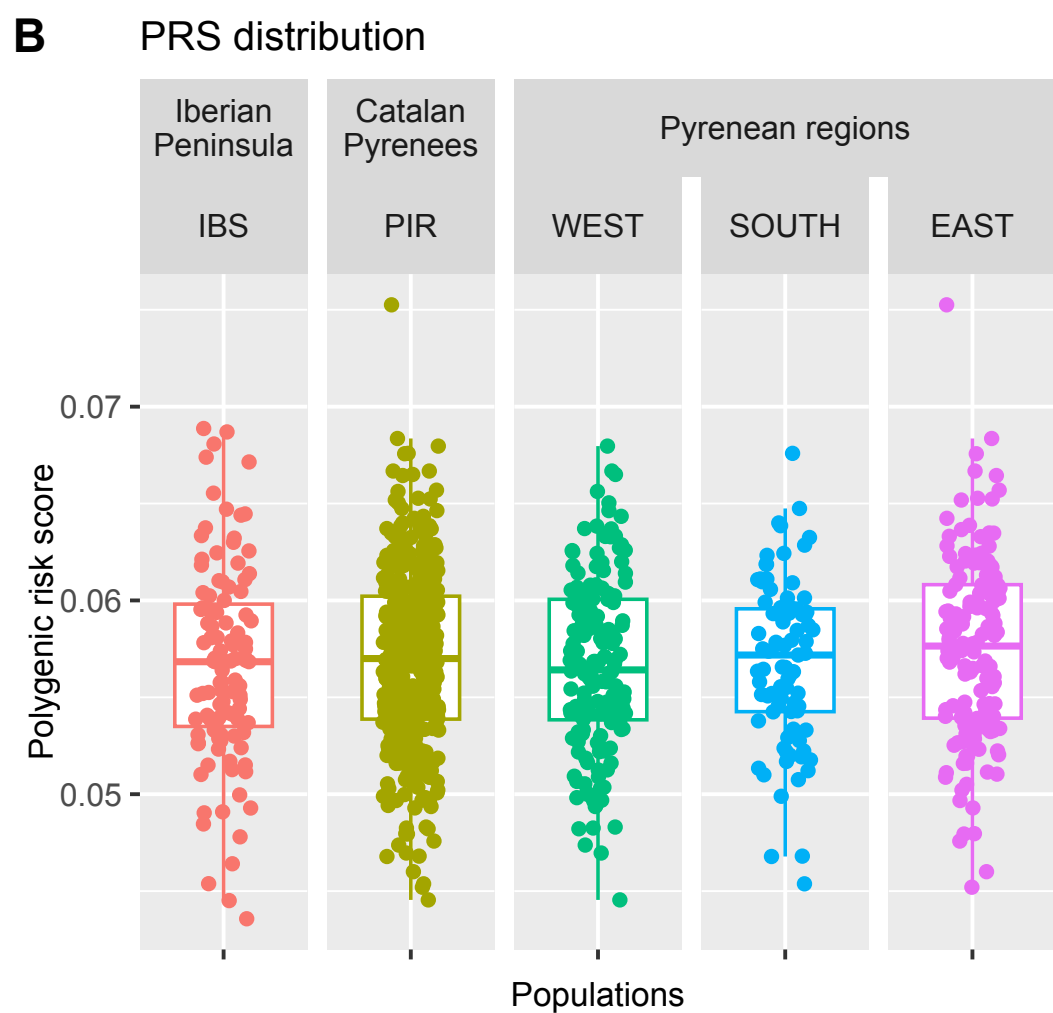 B PRS distribution
Iberian
Peninsula
Catalan
Pyrenees
Pyrenean regions
IBS
PIR
WEST
SOUTH
EAST
Polygenic risk score
0.07
0.06
0.05
Populations